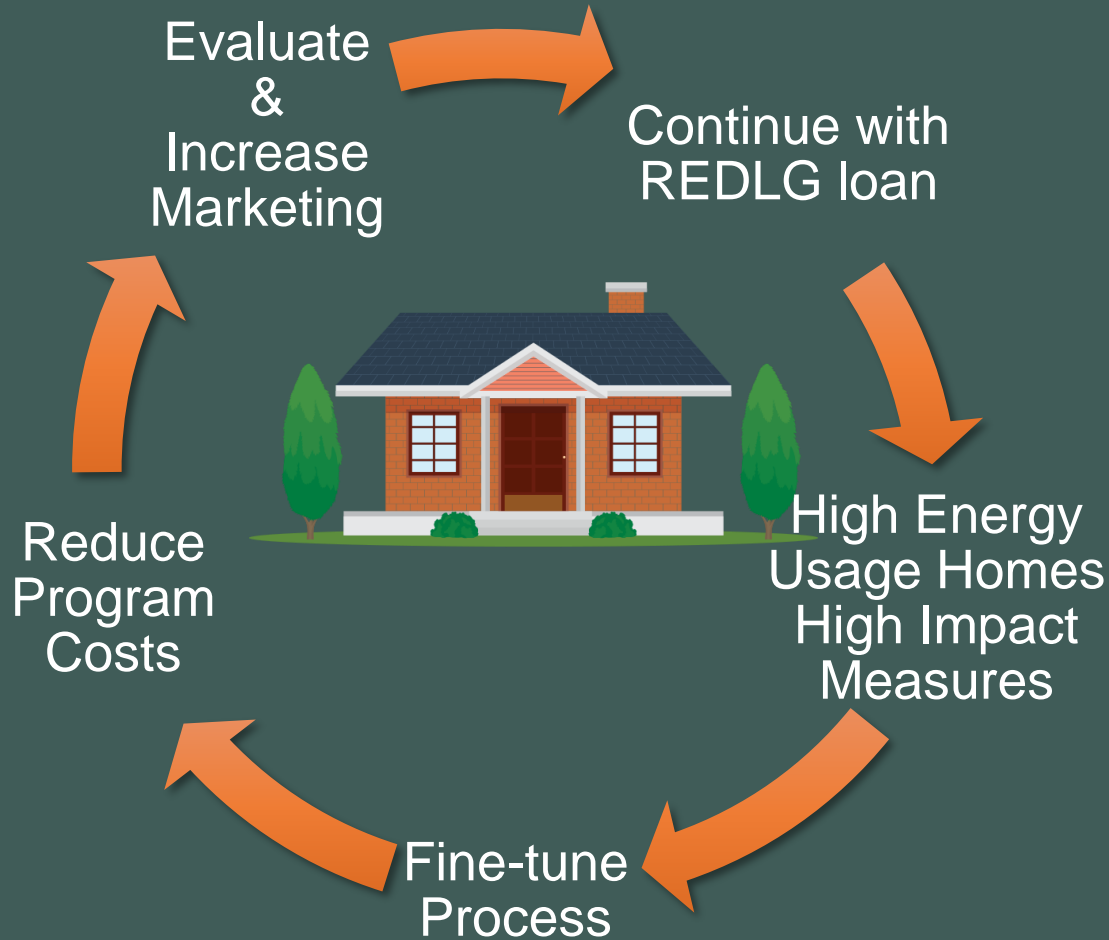 Evaluate
&
Increase
Marketing
Continue with
REDLG loan
High Energy
Usage Homes
High Impact
Measures
Fine-tune
Process
Reduce
Program
Costs